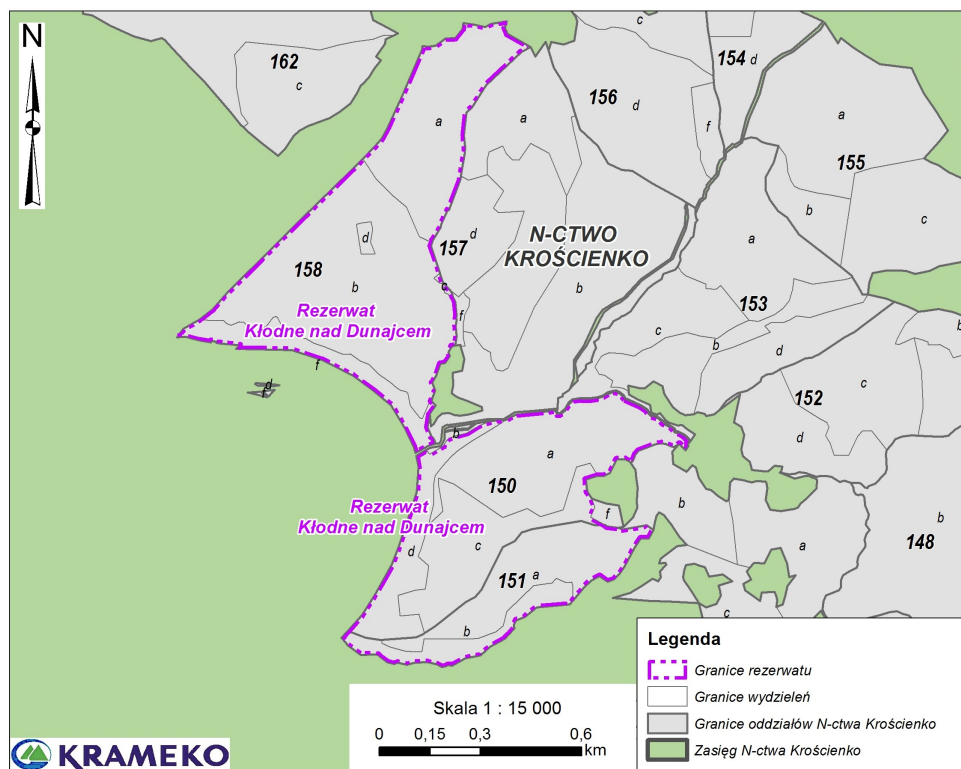 N
162
c
c
154
d
156
d
f
a
155
a
a
158
d
b
157
d
c
f
N-CTWO
KROŚCIENKO
b
b
c
a
153
c
b
d
b
Rezerwat
Kłodne nad Dunajcem
f
d
f
152
c
d
b
a
150
f
b
Rezerwat
Kłodne nad Dunajcem
d
c
151
a
b
a
c
b
148
Legenda
Granice rezerwatu
Granice wydzieleń
Granice oddziałów N-ctwa Krościenko
Zasięg N-ctwa Krościenko
Skala 1 : 15 000
0 0,15 0,3 0,6
km
KRAMEKO